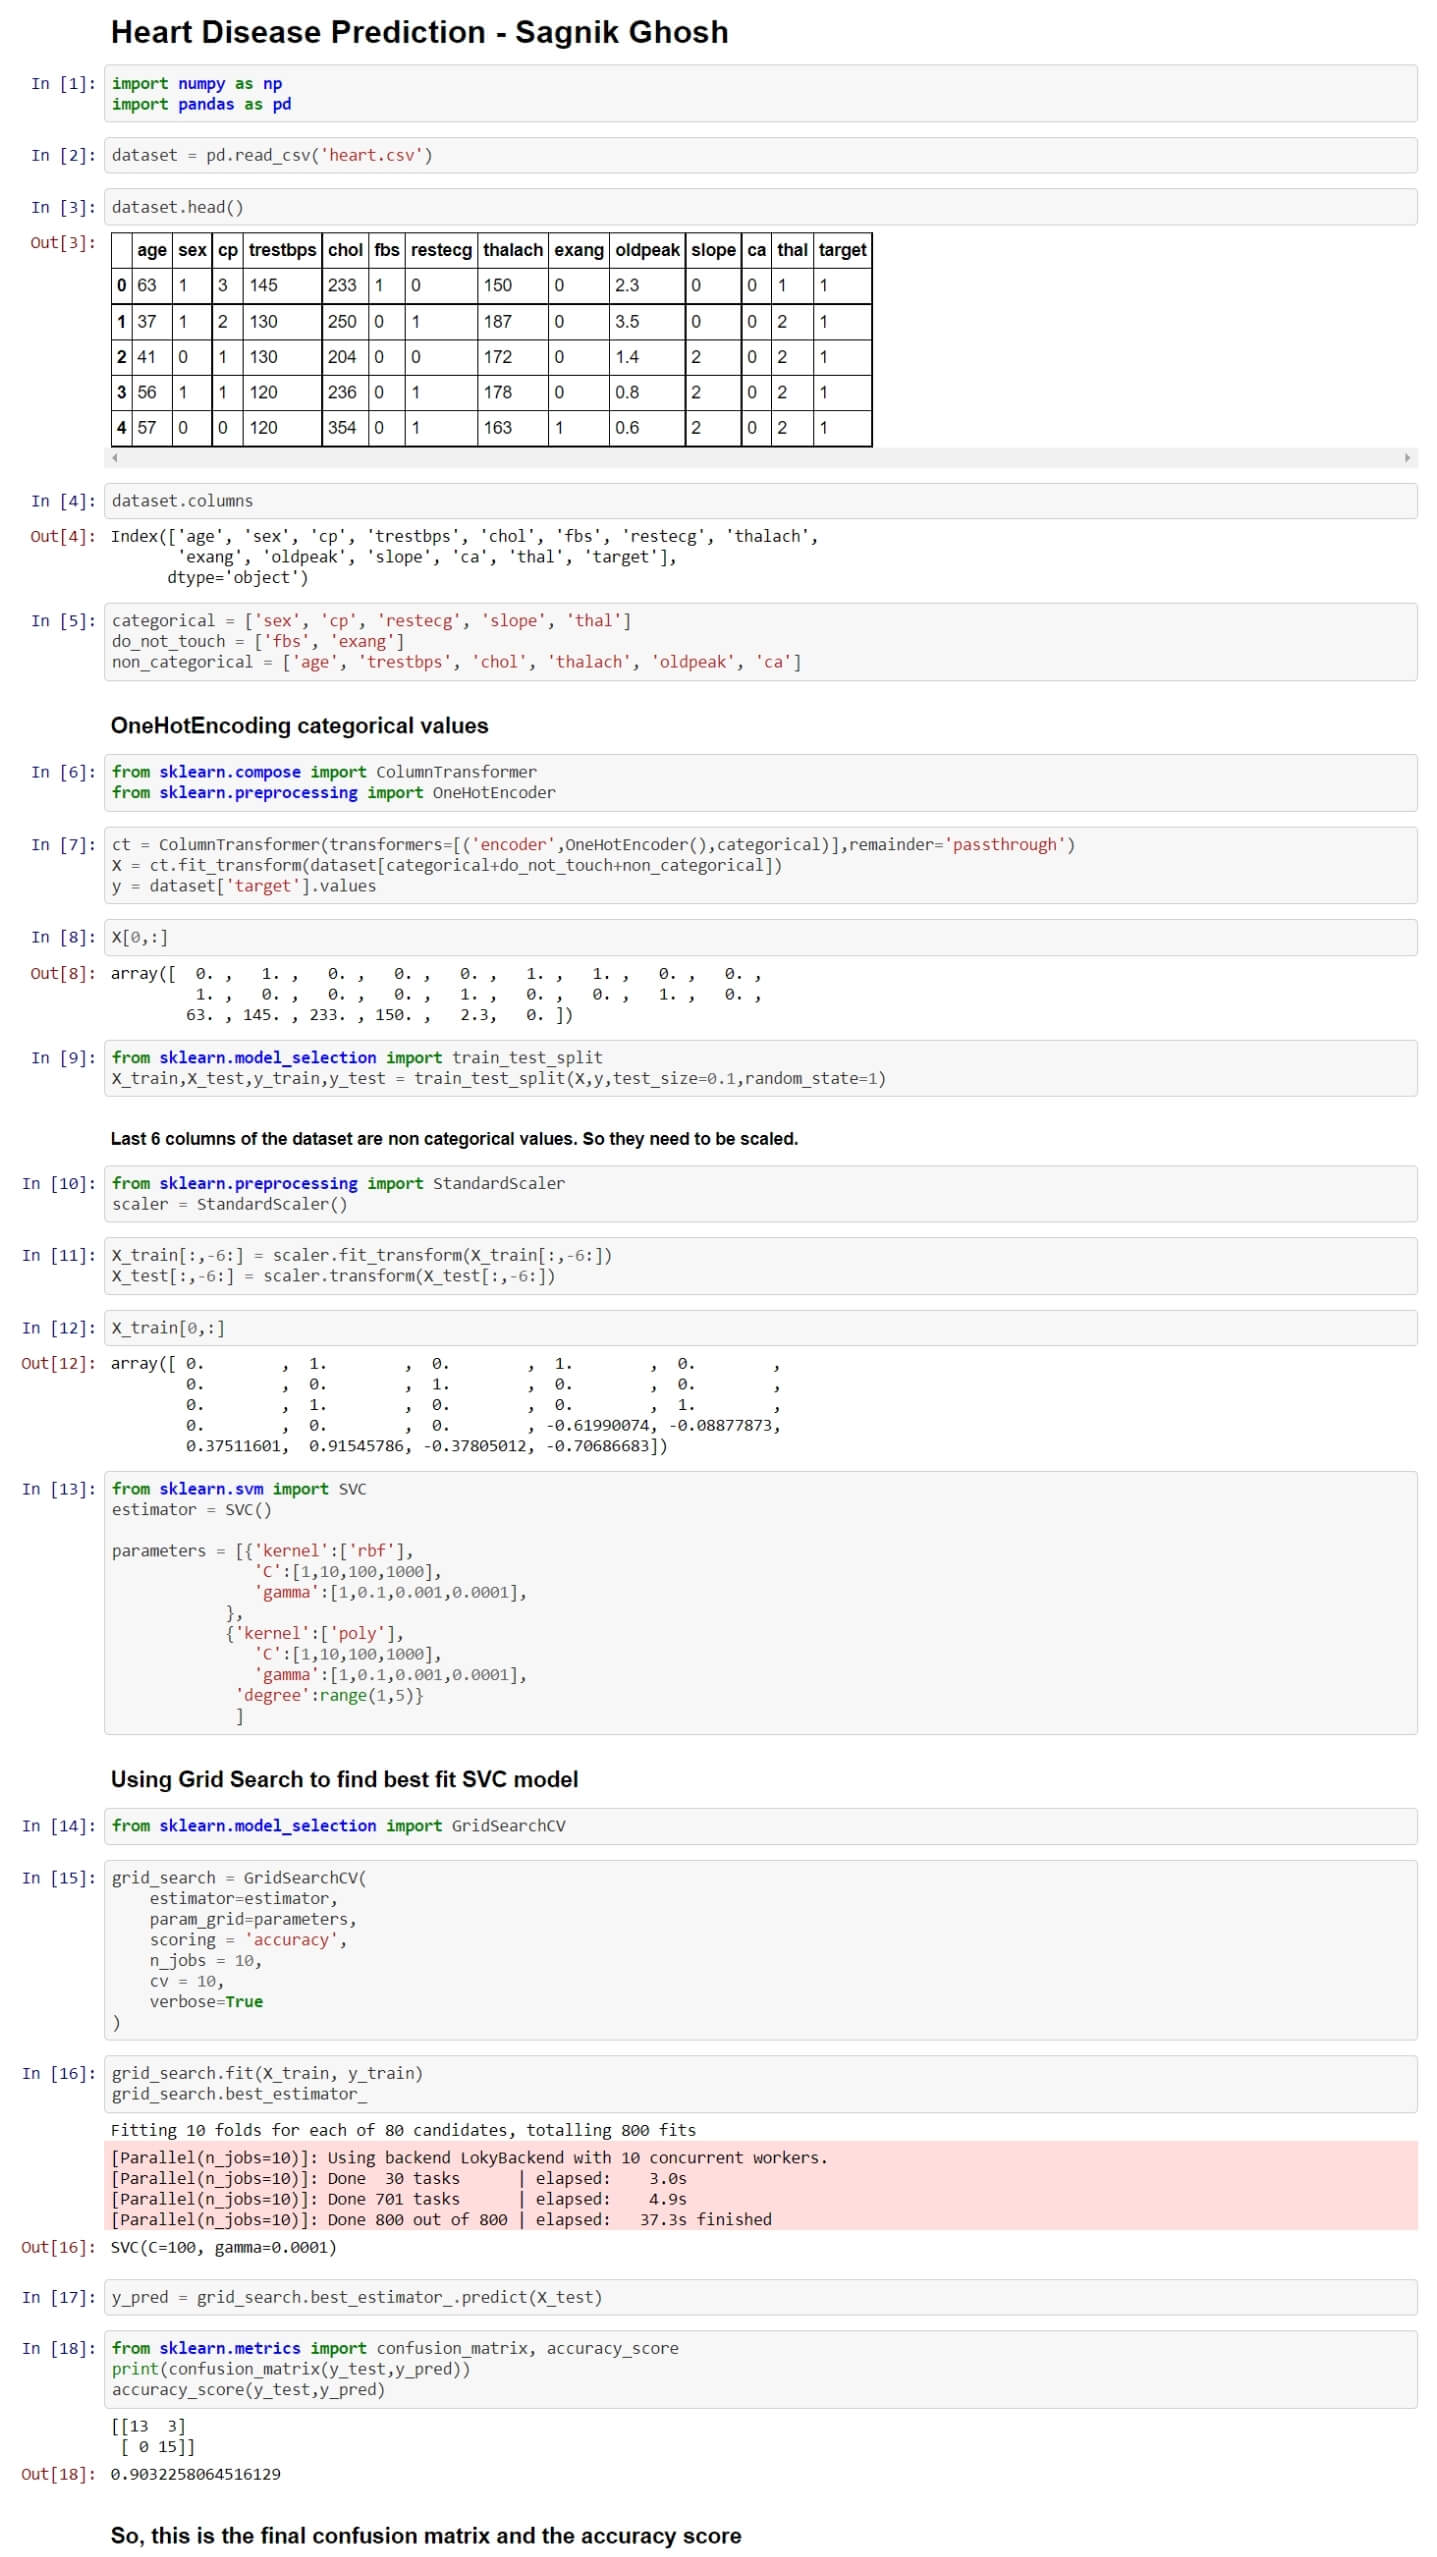 Heart Disease Prediction - Sagnik Ghosh
In [1]: import numpy as np
import pandas as pd
In [2]: dataset = pd.read_csv('heart.csv')
In [3]: dataset.head()
Out[3]: age sex cp trestbps chol fbs restecg thalach exang oldpeak slope ca thal target
0 63 1 3 145 233 1 0 150 0 2.3 0 0 1 1
1 37 1 2 130 250 0 1 187 0 3.5 0 0 2 1
2 41 0 1 130 204 0 0 172 0 1.4 2 0 2 1
3 56 1 1 120 236 0 1 178 0 0.8 2 0 2 1
4 57 0 0 120 354 0 1 163 1 0.6 2 0 2 1
In [4]: dataset.columns
Out[4]: Index(['age', 'sex', 'cp', 'trestbps', 'chol', 'fbs', 'restecg', 'thalach',
'exang', 'oldpeak', 'slope', 'ca', 'thal', 'target'],
dtype='object')
In [5]: categorical = ['sex', 'cp', 'restecg', 'slope', 'thal']
do_not_touch = ['fbs', 'exang']
non_categorical = ['age', 'trestbps', 'chol', 'thalach', 'oldpeak', 'ca']
OneHotEncoding categorical values
In [6]: from sklearn.compose import ColumnTransformer
from sklearn.preprocessing import OneHotEncoder
In [7]: ct = ColumnTransformer(transformers=[('encoder',OneHotEncoder(),categorical)],remainder='passthrough')
X = ct.fit_transform(dataset[categorical+do_not_touch+non_categorical])
y = dataset['target'].values
In [8]: X[0,:]
Out[8]: array([ 0. , 1. , 0. , 0. , 0. , 1. , 1. , 0. , 0. ,
1. , 0. , 0. , 0. , 1. , 0. , 0. , 1. , 0. ,
63. , 145. , 233. , 150. , 2.3, 0. ])
In [9]: from sklearn.model_selection import train_test_split
X_train,X_test,y_train,y_test = train_test_split(X,y,test_size=0.1,random_state=1)
Last 6 columns of the dataset are non categorical values. So they need to be scaled.
In [10]: from sklearn.preprocessing import StandardScaler
scaler = StandardScaler()
In [11]: X_train[:,-6:] = scaler.fit_transform(X_train[:,-6:])
X_test[:,-6:] = scaler.transform(X_test[:,-6:])
In [12]: X_train[0,:]
Out[12]: array([ 0. , 1. , 0. , 1. , 0. ,
0. , 0. , 1. , 0. , 0. ,
0. , 1. , 0. , 0. , 1. ,
0. , 0. , 0. , -0.61990074, -0.08877873,
0.37511601, 0.91545786, -0.37805012, -0.70686683])
In [13]: from sklearn.svm import SVC
estimator = SVC()
parameters = [{'kernel':['rbf'],
'C':[1,10,100,1000],
'gamma':[1,0.1,0.001,0.0001],
},
{'kernel':['poly'],
'C':[1,10,100,1000],
'gamma':[1,0.1,0.001,0.0001],
'degree':range(1,5)}
]
Using Grid Search to find best fit SVC model
In [14]: from sklearn.model_selection import GridSearchCV
In [15]: grid_search = GridSearchCV(
estimator=estimator,
param_grid=parameters,
scoring = 'accuracy',
n_jobs = 10,
cv = 10,
verbose=True
)
In [16]: grid_search.fit(X_train, y_train)
grid_search.best_estimator_
Fitting 10 folds for each of 80 candidates, totalling 800 fits
[Parallel(n_jobs=10)]: Using backend LokyBackend with 10 concurrent workers.
[Parallel(n_jobs=10)]: Done 30 tasks | elapsed: 3.0s
[Parallel(n_jobs=10)]: Done 701 tasks | elapsed: 4.9s
[Parallel(n_jobs=10)]: Done 800 out of 800 | elapsed: 37.3s finished
Out[16]: SVC(C=100, gamma=0.0001)
In [17]: y_pred = grid_search.best_estimator_.predict(X_test)
In [18]: from sklearn.metrics import confusion_matrix, accuracy_score
print(confusion_matrix(y_test,y_pred))
accuracy_score(y_test,y_pred)
[[13 3]
[ 0 15]]
Out[18]: 0.9032258064516129
So, this is the final confusion matrix and the accuracy score